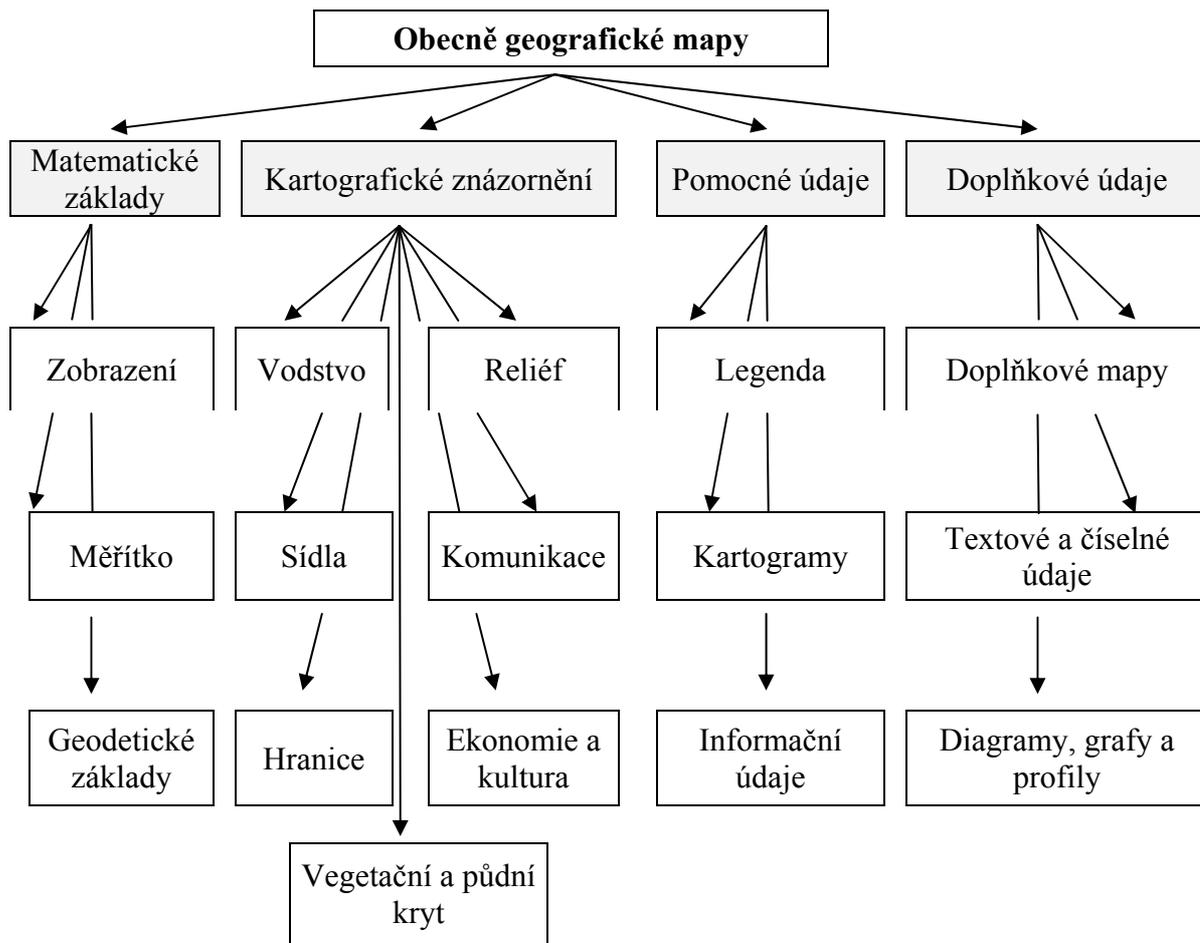 Obecně geografické mapy
Matematické
základy
Kartografické znázornění
Pomocné údaje
Doplňkové údaje
Zobrazení
Vodstvo
Reliéf
Legenda
Doplňkové mapy
Měřítko
Sídla
Komunikace
Kartogramy
Textové a číselné
údaje
Geodetické
základy
Hranice
Ekonomie a
kultura
Informační
údaje
Diagramy, grafy a
profily
Vegetační a půdní
kryt